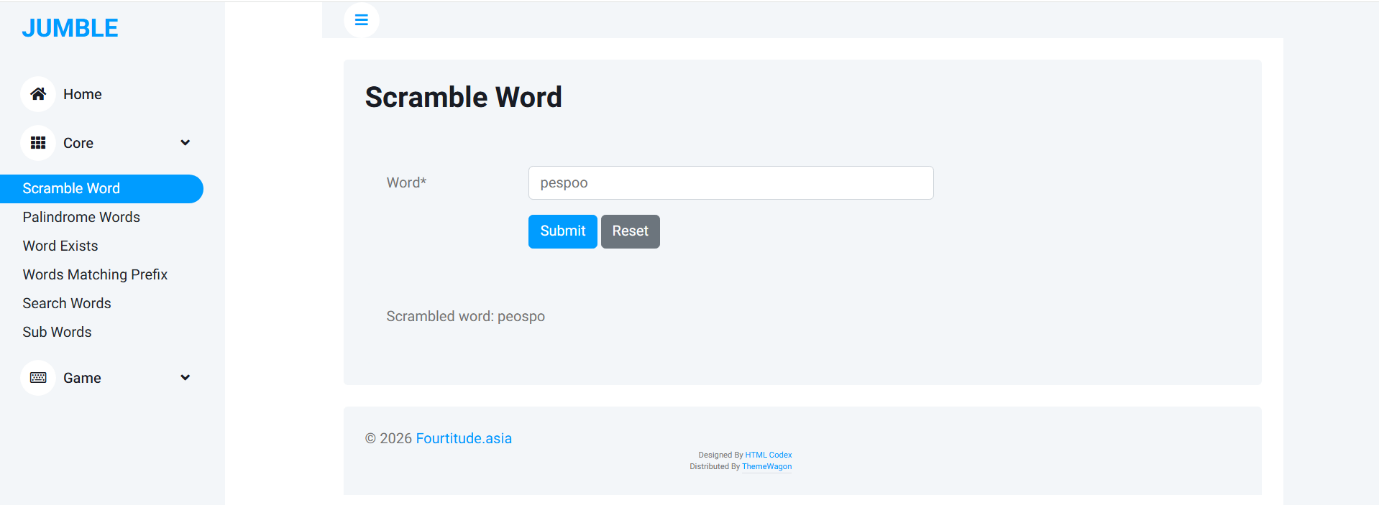 JUMBLE
Home
Core
Scramble Word
Palindrome Words
Word Exists
Words Matching Prefix
Search Words
Sub Words
Game
Scramble Word
Word*
pespoo
Submit Reset
Scrambled word: peospo
© 2026 Fourtitude.asia
Designed By HTML Codex
Distributed By ThemeWagon